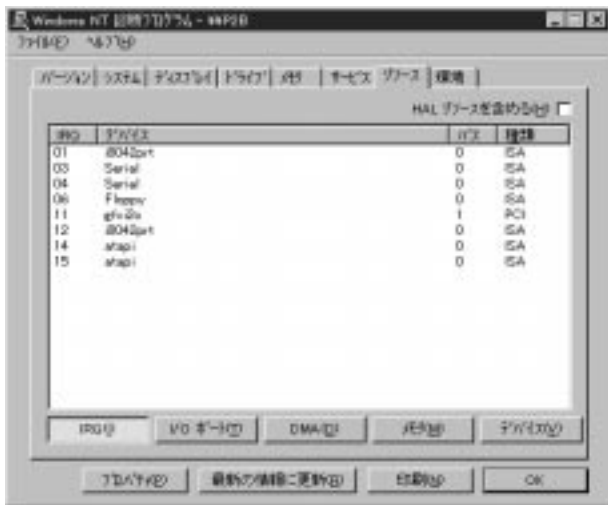 Windows NT 診断プログラム - ¥¥P2B
ファイル(F) ヘルプ(H)
バージョン システム ディスプレイ ドライブ メモリ サービス リソース 環境
HAL リソースを含める(H)
IRQ デバイス バス 種類
01 i8042prt 0 ISA
03 Serial 0 ISA
04 Serial 0 ISA
06 Floppy 0 ISA
11 1 PCI
12 i8042prt 0 ISA
14 atapi 0 ISA
15 atapi 0 ISA
IRQ(I) I/O ポート(T) DMA(D) メモリ(M) デバイス(V)
プロパティ(P) 最新の情報に更新(R) 印刷(N) OK